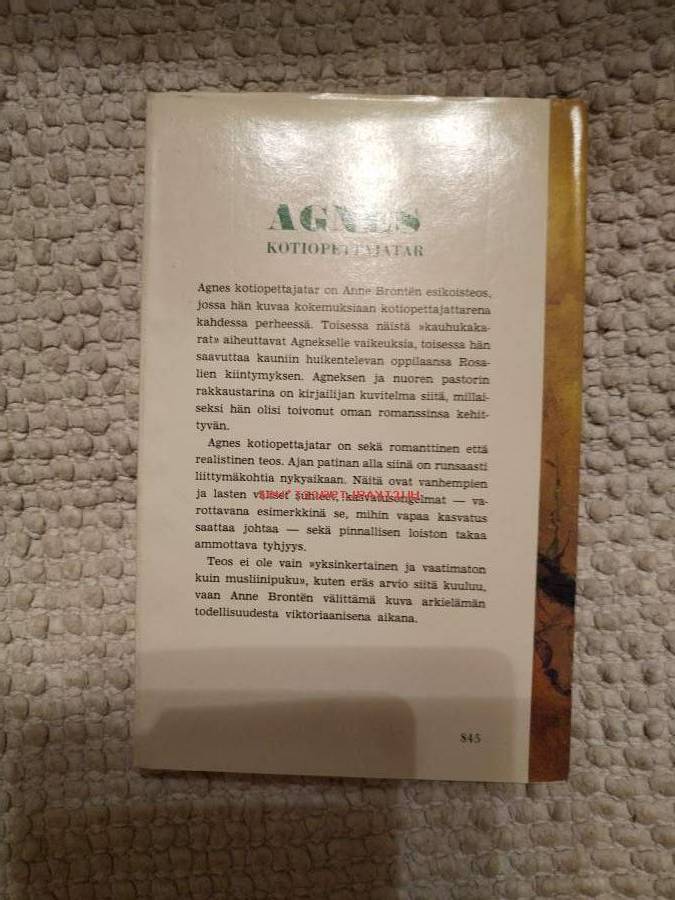 AGNES
KOTIOPETTAJATAR
Agnes kotiopettajatar on Anne Brontën esikoisteos,
jossa hän kuvaa kokemuksiaan kotiopettajattarena
kahdessa perheessä. Toisessa näistä »kauhukaka-
rat» aiheuttavat Agnekselle vaikeuksia, toisessa hän
saavuttaa kauniin huikentelevan oppilaansa Rosa-
lien kiintymyksen. Agneksen ja nuoren pastorin
rakkaustarina on kirjailijan kuvitelma siitä, millai-
seksi hän olisi toivonut oman romanssinsa kehit-
tyvän.
Agnes kotiopettajatar on sekä romanttinen että
realistinen teos. Ajan patinan alla siinä on runsaasti
liittymäkohtia nykyaikaan. Näitä ovat vanhempien
ja lasten väliset suhteet, kasvatusongelmat — va-
rottavana esimerkkinä se, mihin vapaa kasvatus
saattaa johtaa — sekä pinnallisen loiston takaa
ammottava tyhjyys.
Teos ei ole vain »yksinkertainen ja vaatimaton
kuin musliinipuku», kuten eräs arvio siitä kuuluu,
vaan Anne Brontën välittämä kuva arkielämän
todellisuudesta viktoriaanisena aikana.
845